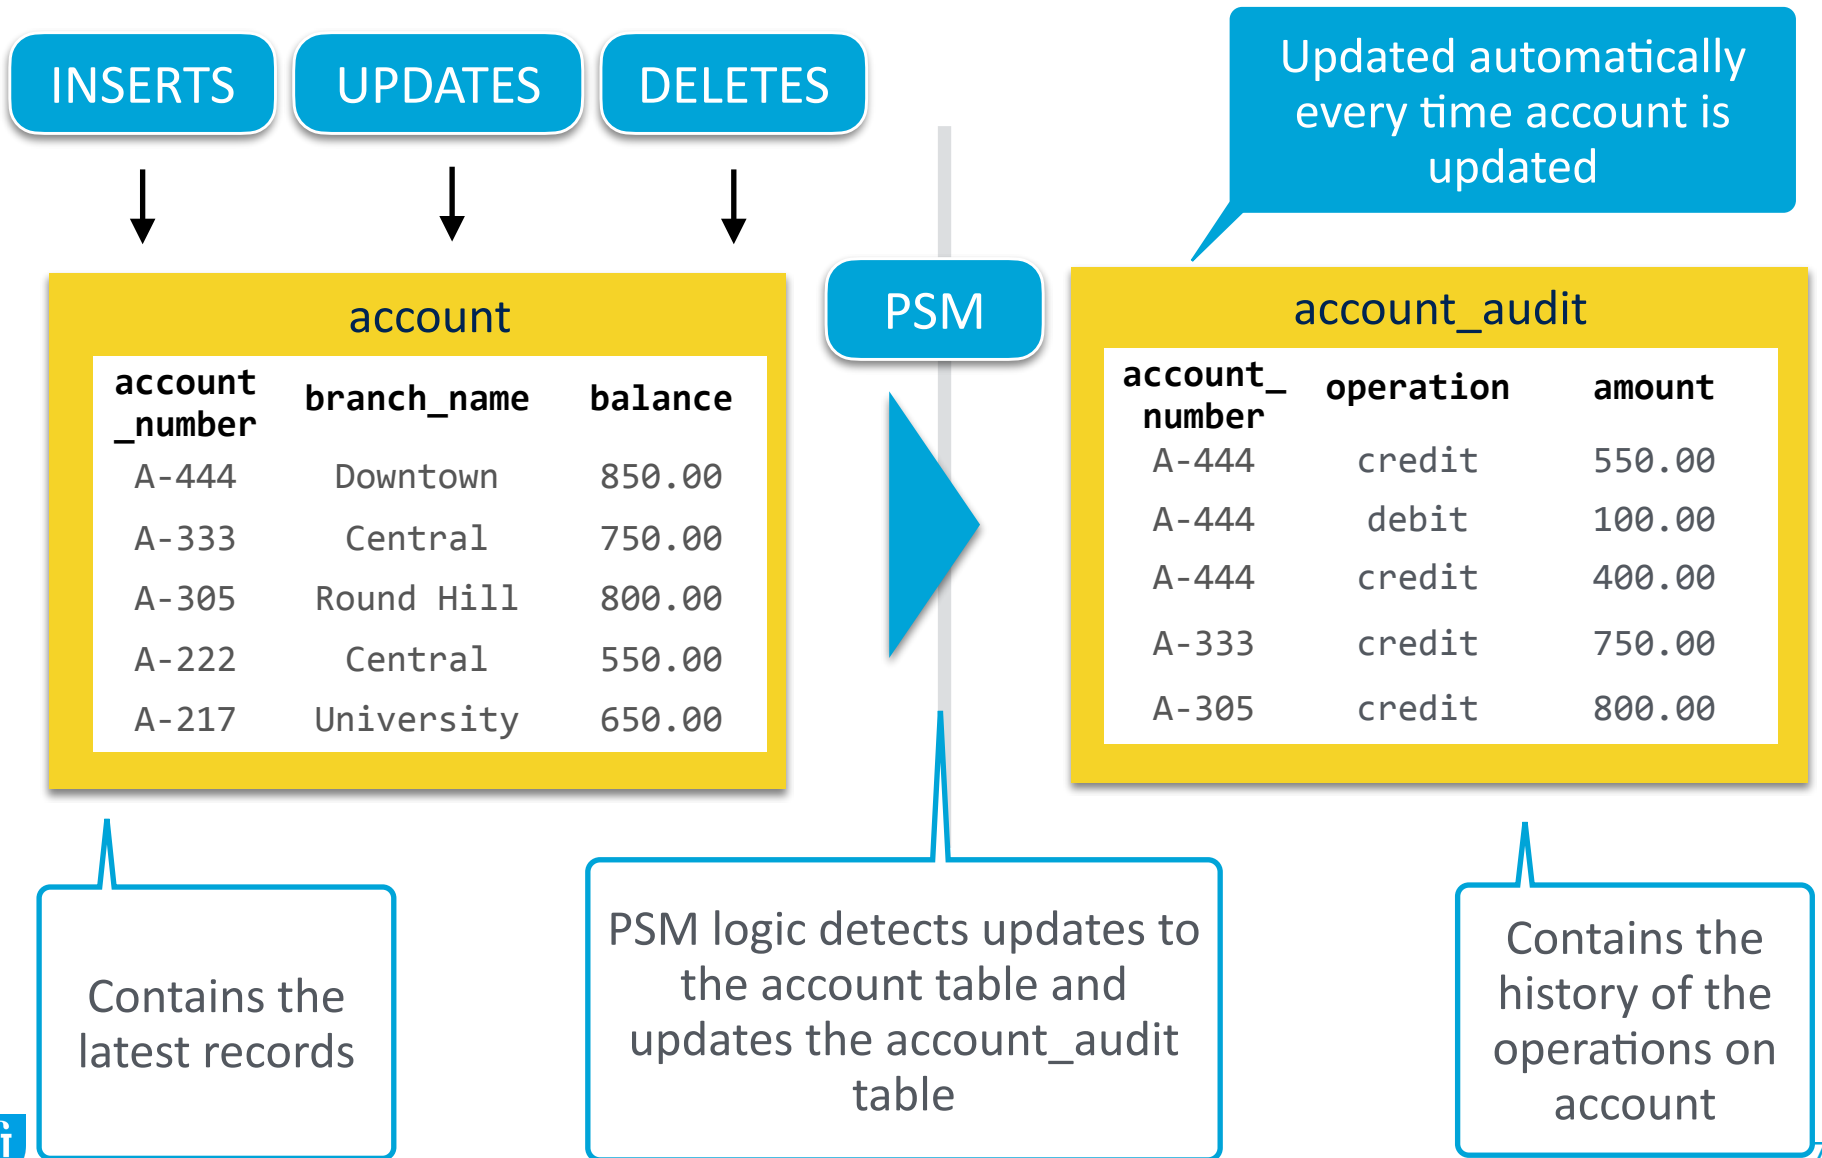 INSERTS UPDATES DELETES
Updated automatically
every time account is
updated
account
account branch_name balance
_number
A-444 Downtown 850.00
A-333 Central 750.00
A-305 Round Hill 800.00
A-222 Central 550.00
A-217 University 650.00
PSM
account_audit
account_ operation amount
number
A-444 credit 550.00
A-444 debit 100.00
A-444 credit 400.00
A-333 credit 750.00
A-305 credit 800.00
Contains the
latest records
PSM logic detects updates to
the account table and
updates the account_audit
table
Contains the
history of the
operations on
account